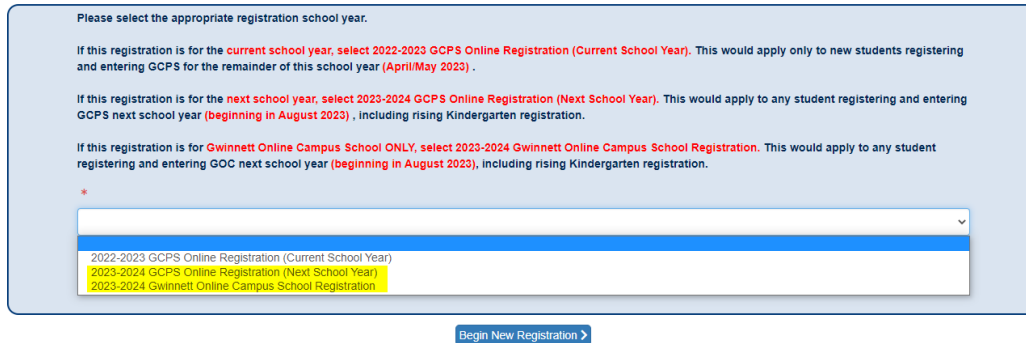 Please select the appropriate registration school year.
If this registration is for the current school year, select 2022-2023 GCPS Online Registration (Current School Year). This would apply only to new students registering
and entering GCPS for the remainder of this school year (April/May 2023) .
If this registration is for the next school year, select 2023-2024 GCPS Online Registration (Next School Year). This would apply to any student registering and entering
GCPS next school year (beginning in August 2023) , including rising Kindergarten registration.
If this registration is for Gwinnett Online Campus School ONLY, select 2023-2024 Gwinnett Online Campus School Registration. This would apply to any student
registering and entering GOC next school year (beginning in August 2023), including rising Kindergarten registration.
*
2022-2023 GCPS Online Registration (Current School Year)
2023-2024 GCPS Online Registration (Next School Year)
2023-2024 Gwinnett Online Campus School Registration
Begin New Registration